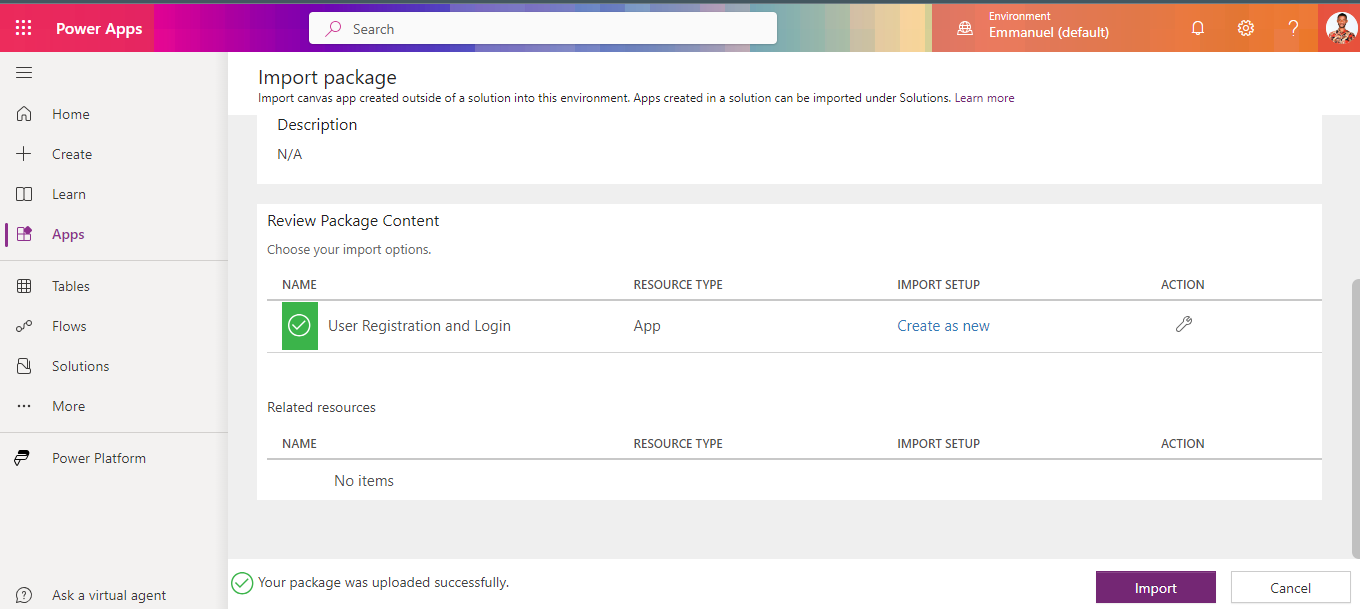 Power Apps
Search
Environment
Emmanuel (default)
Home
Create
Learn
Apps
Tables
Flows
Solutions
More
Power Platform
Ask a virtual agent
Import package
Import canvas app created outside of a solution into this environment. Apps created in a solution can be imported under Solutions. Learn more
Description
N/A
Review Package Content
Choose your import options.
NAME RESOURCE TYPE IMPORT SETUP ACTION
User Registration and Login App Create as new
Related resources
NAME RESOURCE TYPE IMPORT SETUP ACTION
No items
Your package was uploaded successfully.
Import Cancel